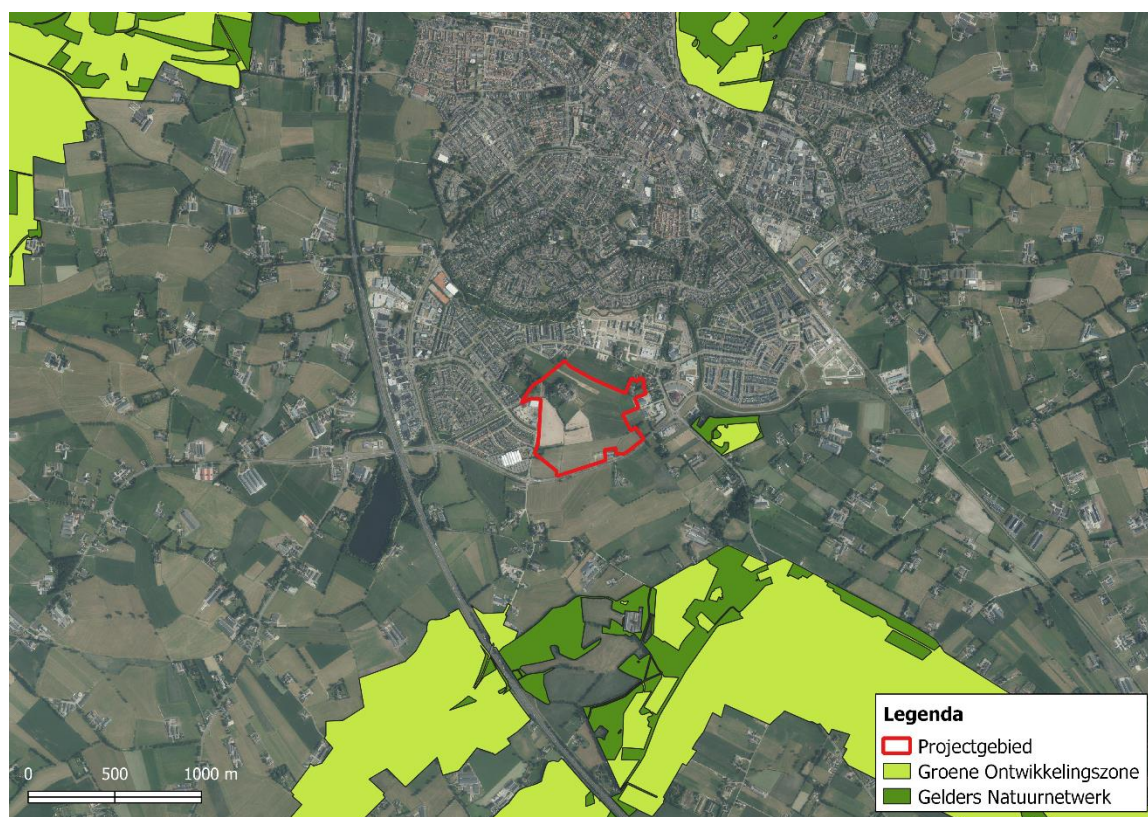 Legenda
Projectgebied
Groene Ontwikkelingszone
Gelders Natuurnetwerk
0 500 1000 m